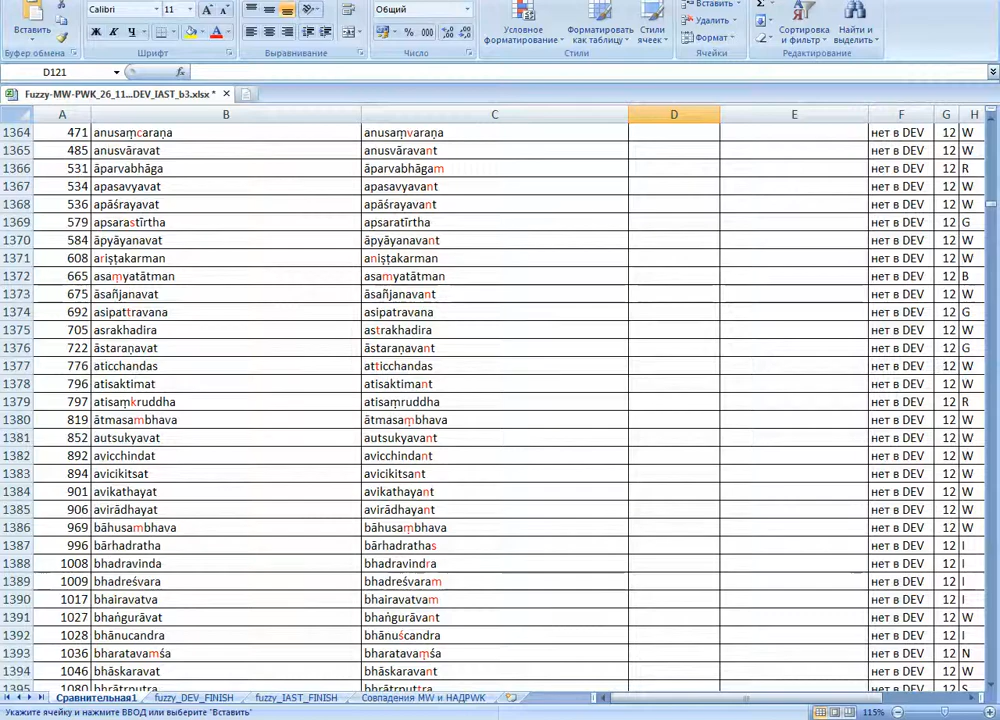 Calibri 11 Общий
Вставить Ж К Ч % 000 Условное форматирование Форматировать как таблицу Стили ячеек Вставить Удалить Формат Сортировка и фильтр Найти и выделить
Буфер обмена Шрифт Выравнивание Число Стили Ячейки Редактирование
D121 fx
Fuzzy-MW-PWK_26_11...DEV_IAST_b3.xlsx *
A B C D E F G H
1364 471 anusaṃcaraṇa anusaṃvaraṇa нет в DEV 12 W
1365 485 anusvāravat anusvāravant нет в DEV 12 W
1366 531 āparvabhāga āparvabhāgam нет в DEV 12 R
1367 534 apasavyavat apasavyavant нет в DEV 12 W
1368 536 apāśrayavat apāśrayavant нет в DEV 12 W
1369 579 apsarastīrtha apsaratīrtha нет в DEV 12 G
1370 584 āpyāyanavat āpyāyanavant нет в DEV 12 W
1371 608 ariṣṭakarman aniṣṭakarman нет в DEV 12 W
1372 665 asamyatātman asaṃyatātman нет в DEV 12 B
1373 675 āsañjanavat āsañjanavant нет в DEV 12 W
1374 692 asipattravana asipatravana нет в DEV 12 G
1375 705 asrakhadira astrakhadira нет в DEV 12 W
1376 722 āstaraṇavat āstaraṇavant нет в DEV 12 G
1377 776 aticchandas atticchandas нет в DEV 12 W
1378 796 atisaktimat atisaktimant нет в DEV 12 W
1379 797 atisaṃkruddha atisaṃruddha нет в DEV 12 R
1380 819 ātmasambhava ātmasaṃbhava нет в DEV 12 W
1381 852 autsukyavat autsukyavant нет в DEV 12 W
1382 892 avicchindat avicchindant нет в DEV 12 W
1383 894 avicikitsat avicikitsant нет в DEV 12 W
1384 901 avikathayat avikathayant нет в DEV 12 W
1385 906 avirādhayat avirādhayant нет в DEV 12 W
1386 969 bāhusambhava bāhusaṃbhava нет в DEV 12 W
1387 996 bārhadratha bārhadrathas нет в DEV 12 I
1388 1008 bhadravinda bhadravindra нет в DEV 12 I
1389 1009 bhadreśvara bhadreśvaram нет в DEV 12 I
1390 1017 bhairavatva bhairavatvam нет в DEV 12 I
1391 1027 bhaṅgurāvat bhaṅgurāvant нет в DEV 12 W
1392 1028 bhānucandra bhānuścandra нет в DEV 12 I
1393 1036 bharatavamśa bharatavaṃśa нет в DEV 12 N
1394 1046 bhāskaravat bhāskaravant нет в DEV 12 W
1395 1080 bhrātrputra bhrātrputtra нет в DEV 12 S
Сравнительная1 fuzzy_DEV_FINISH fuzzy_IAST_FINISH Совпадения MW и НАДPWK
Укажите ячейку и нажмите ВВОД или выберите "Вставить" 115%